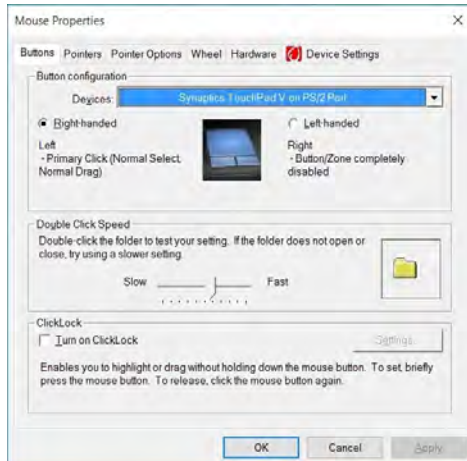 Mouse Properties
Buttons Pointers Pointer Options Wheel Hardware Device Settings
Button configuration
Devices: Synaptics TouchPad V on PS/2 Port
Right-handed Left-handed
Left Right
- Primary Click (Normal Select, - Button/Zone completely
Normal Drag) disabled
Double Click Speed
Double-click the folder to test your setting. If the folder does not open or
close, try using a slower setting.
Slow Fast
ClickLock
Turn on ClickLock Settings...
Enables you to highlight or drag without holding down the mouse button. To set, briefly
press the mouse button. To release, click the mouse button again.
OK Cancel Apply